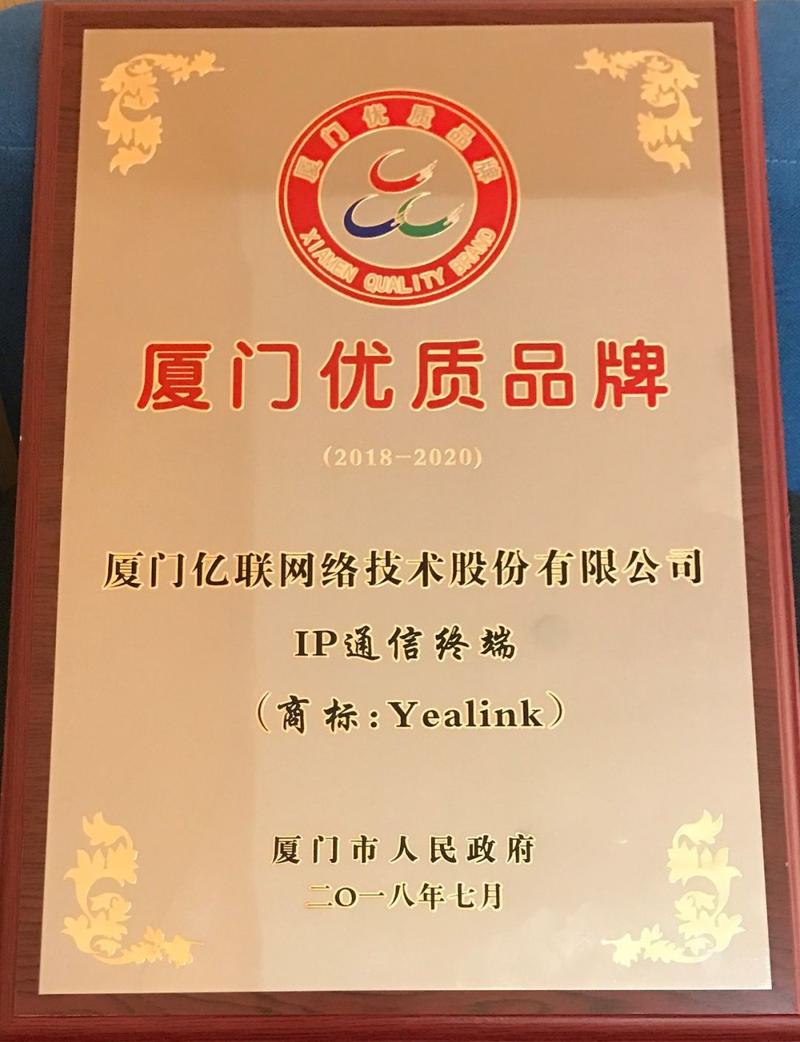 厦门优质品牌
XIAMEN QUALITY BRAND
厦门优质品牌
(2018-2020)
厦门亿联网络技术股份有限公司
IP通信终端
（商标:Yealink）
厦门市人民政府
二〇一八年七月